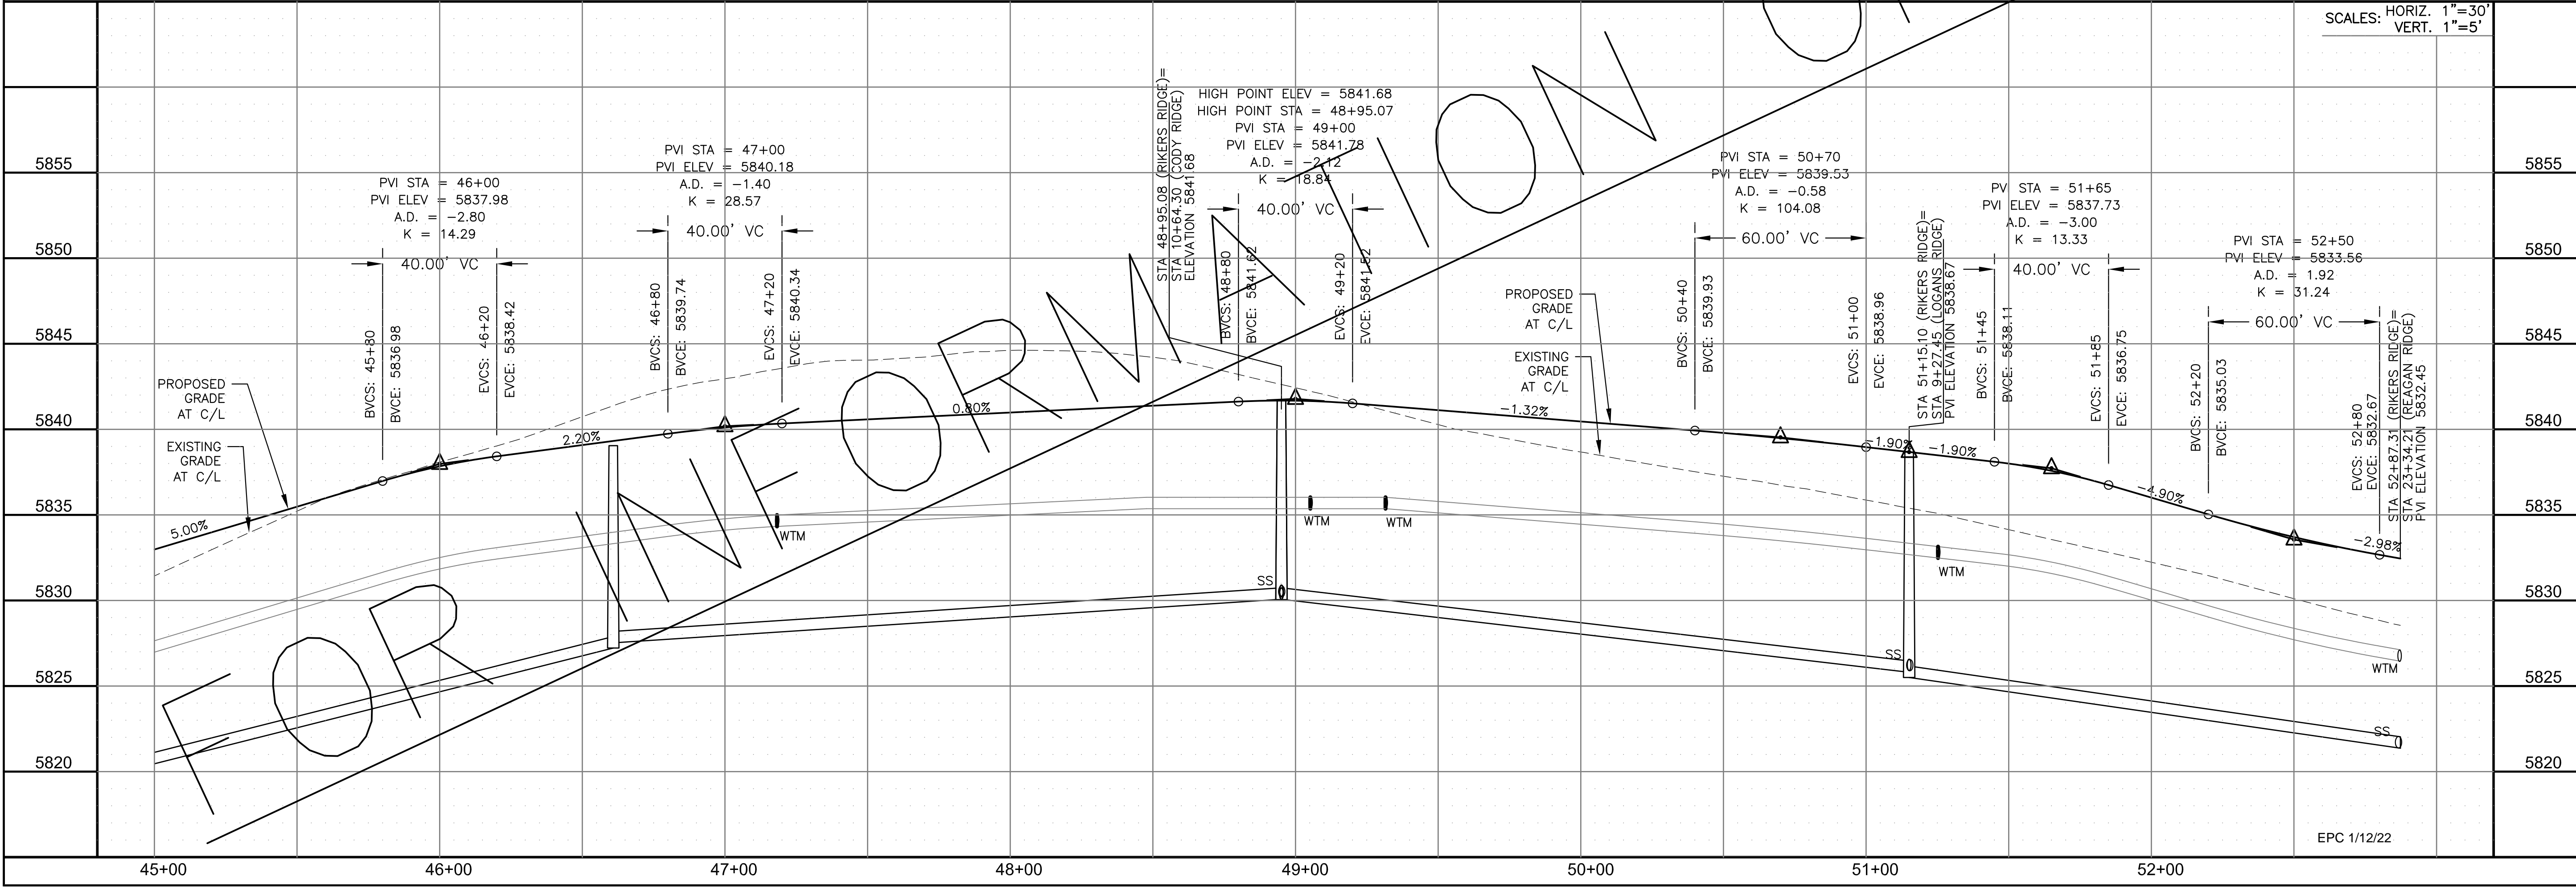 SCALES: HORIZ. 1"=30'
VERT. 1"=5'
HIGH POINT ELEV = 5841.68
HIGH POINT STA = 48+95.07
PVI STA = 49+00
PVI ELEV = 5841.78
A.D. = -2.12
K = 18.84
40.00' VC
BVCS: 48+80
BVCE: 5841.62
EVCS: 49+20
EVCE: 5841.52
STA 48+95.08 (RIKERS RIDGE)=
STA 10+64.30 (CODY RIDGE)
ELEVATION 5841.68
PVI STA = 47+00
PVI ELEV = 5840.18
A.D. = -1.40
K = 28.57
40.00' VC
BVCS: 46+80
BVCE: 5839.74
EVCS: 47+20
EVCE: 5840.34
PVI STA = 46+00
PVI ELEV = 5837.98
A.D. = -2.80
K = 14.29
40.00' VC
BVCS: 45+80
BVCE: 5836.98
EVCS: 46+20
EVCE: 5838.42
PVI STA = 50+70
PVI ELEV = 5839.53
A.D. = -0.58
K = 104.08
60.00' VC
BVCS: 50+40
BVCE: 5839.93
EVCS: 51+00
EVCE: 5838.96
STA 51+15.10 (RIKERS RIDGE)=
STA 9+27.45 (LOGANS RIDGE)
PVI ELEVATION 5838.67
PV STA = 51+65
PVI ELEV = 5837.73
A.D. = -3.00
K = 13.33
40.00' VC
BVCS: 51+45
BVCE: 5838.11
EVCS: 51+85
EVCE: 5836.75
PVI STA = 52+50
PVI ELEV = 5833.56
A.D. = 1.92
K = 31.24
60.00' VC
BVCS: 52+20
BVCE: 5835.03
EVCS: 52+80
EVCE: 5832.67
STA 52+87.31 (RIKERS RIDGE)=
STA 23+34.21 (REAGAN RIDGE)
PVI ELEVATION 5832.45
PROPOSED
GRADE
AT C/L
EXISTING
GRADE
AT C/L
PROPOSED
GRADE
AT C/L
EXISTING
GRADE
AT C/L
5.00%
2.20%
0.80%
-1.32%
-1.90%
-1.90%
-4.90%
-2.98%
WTM
WTM
WTM
WTM
WTM
SS
SS
SS
FOR INFORMATION
5855
5850
5845
5840
5835
5830
5825
5820
5855
5850
5845
5840
5835
5830
5825
5820
EPC 1/12/22
45+00
46+00
47+00
48+00
49+00
50+00
51+00
52+00